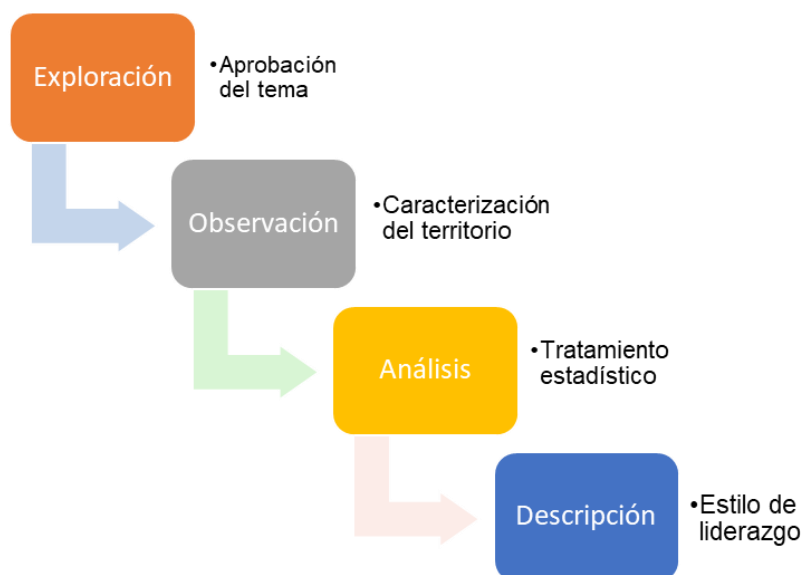 Exploración
•Aprobación
del tema
Observación
•Caracterización
del territorio
Análisis
•Tratamiento
estadístico
Descripción
•Estilo de
liderazgo